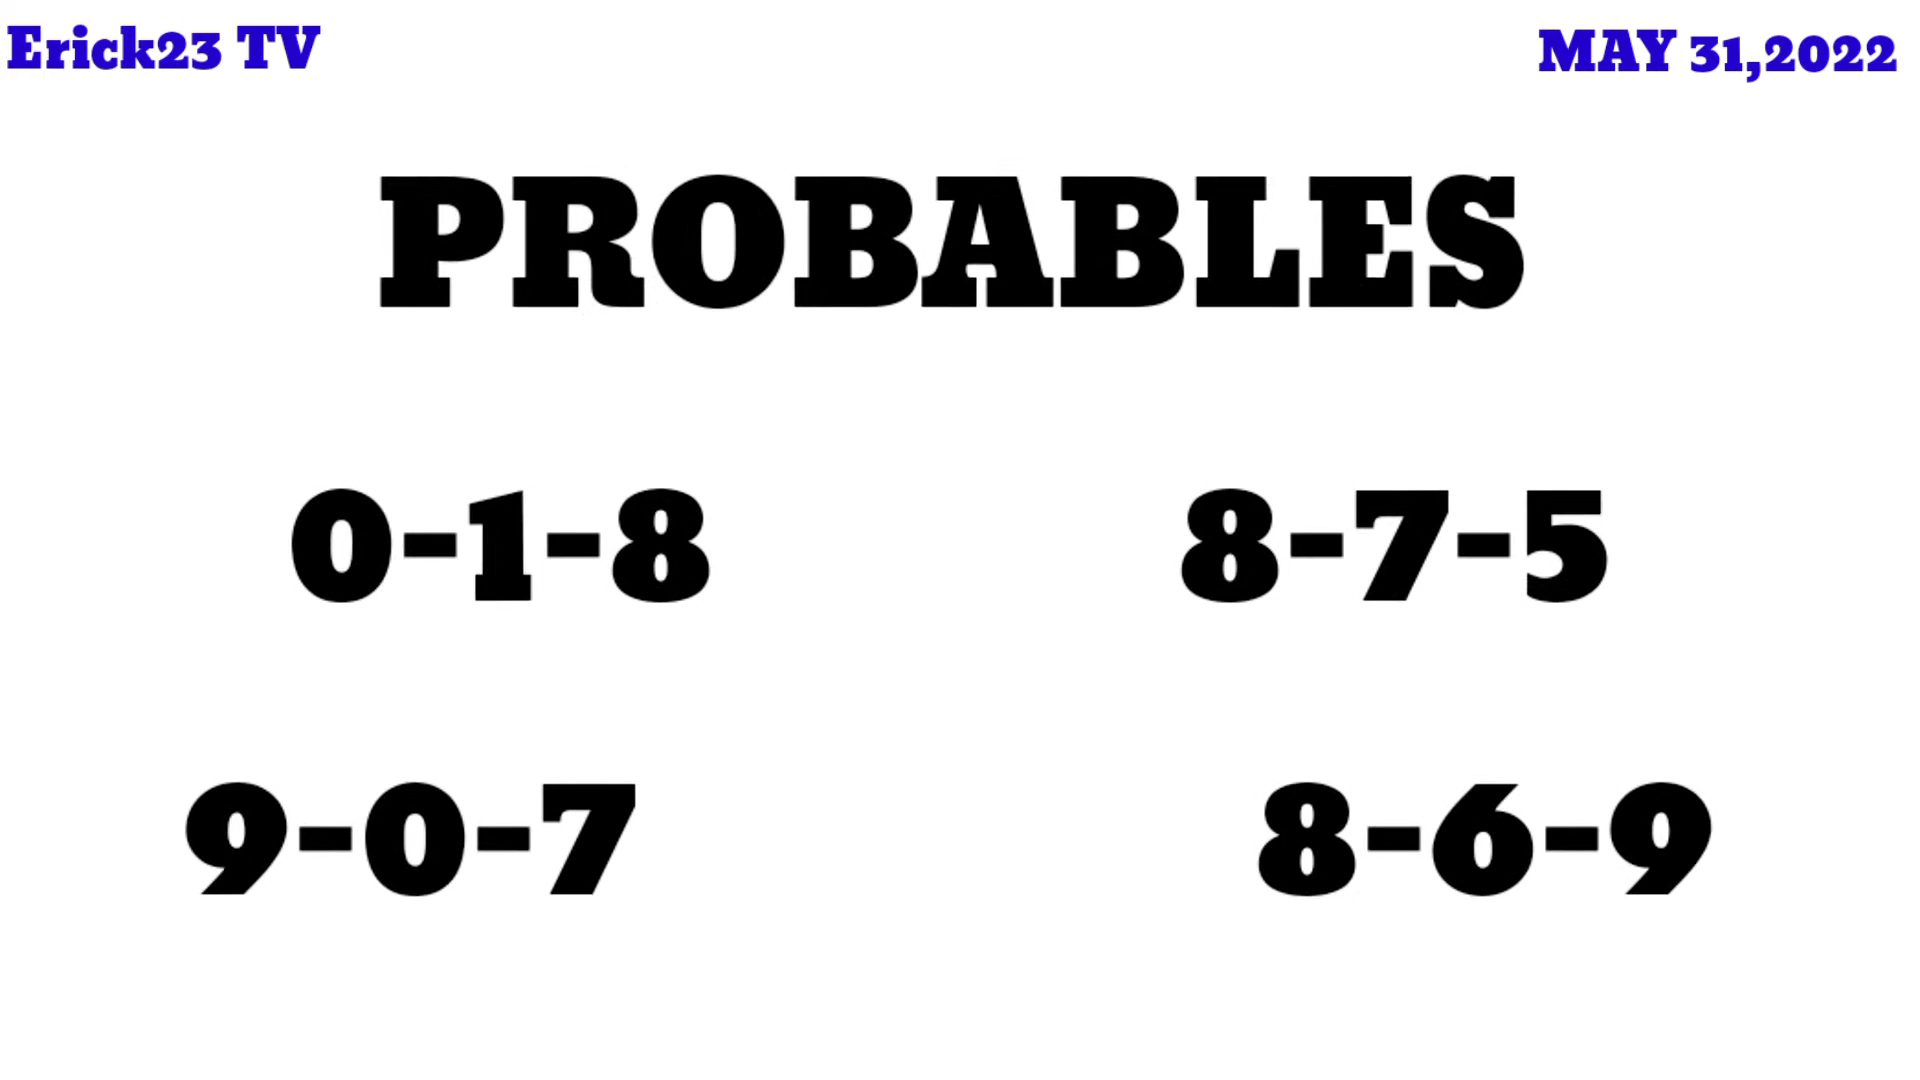 Erick23 TV
MAY 31,2022
PROBABLES
0-1-8
8-7-5
9-0-7
8-6-9